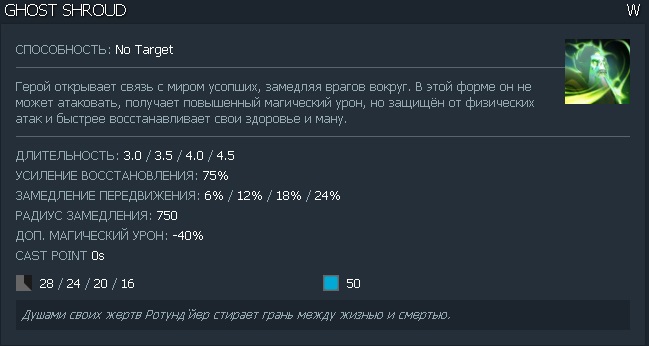 GHOST SHROUD W
СПОСОБНОСТЬ: No Target
Герой открывает связь с миром усопших, замедляя врагов вокруг. В этой форме он не
может атаковать, получает повышенный магический урон, но защищён от физических
атак и быстрее восстанавливает свои здоровье и ману.
ДЛИТЕЛЬНОСТЬ: 3.0 / 3.5 / 4.0 / 4.5
УСИЛЕНИЕ ВОССТАНОВЛЕНИЯ: 75%
ЗАМЕДЛЕНИЕ ПЕРЕДВИЖЕНИЯ: 6% / 12% / 18% / 24%
РАДИУС ЗАМЕДЛЕНИЯ: 750
ДОП. МАГИЧЕСКИЙ УРОН: -40%
CAST POINT 0s
28 / 24 / 20 / 16 50
Душами своих жертв Ротунд`йер стирает грань между жизнью и смертью.